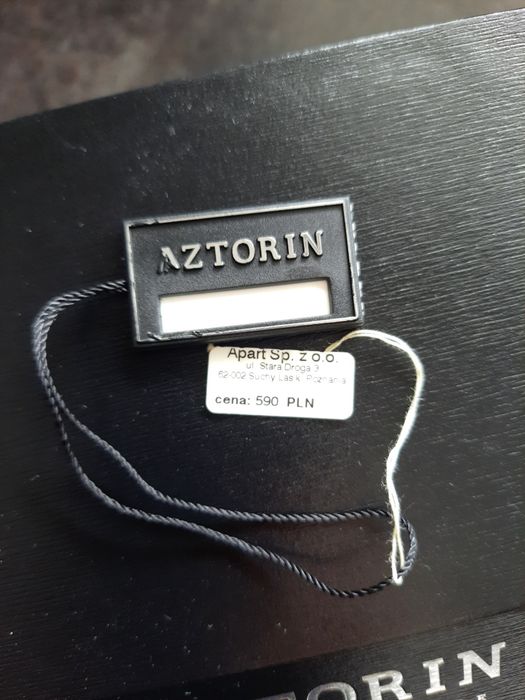 AZTORIN
Apart Sp. z o.o.
ul. Stara Droga 3
62-002 Suchy Las k. Poznania
cena: 590 PLN
TORIN